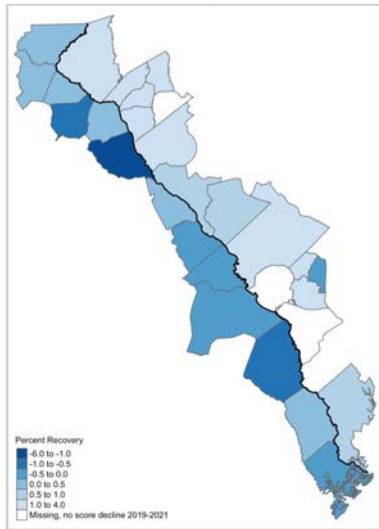 Percent Recovery
-6.0 to -1.0
-1.0 to -0.5
-0.5 to 0.0
0.0 to 0.5
0.5 to 1.0
1.0 to 4.0
Missing, no score decline 2019-2021